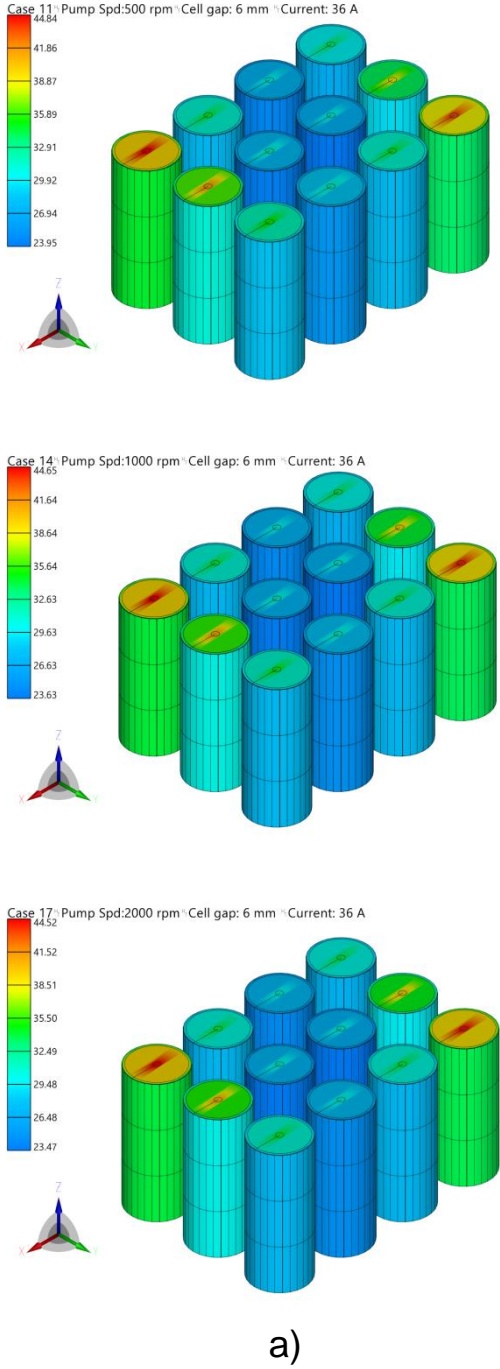 Case 11 Pump Spd:500 rpm Cell gap: 6 mm Current: 36 A
44.84
41.86
38.87
35.89
32.91
29.92
26.94
23.95
Z
X Y
Case 14 Pump Spd:1000 rpm Cell gap: 6 mm Current: 36 A
44.65
41.64
38.64
35.64
32.63
29.63
26.63
23.63
Z
X Y
Case 17 Pump Spd:2000 rpm Cell gap: 6 mm Current: 36 A
44.52
41.52
38.51
35.50
32.49
29.48
26.48
23.47
Z
X Y
a)